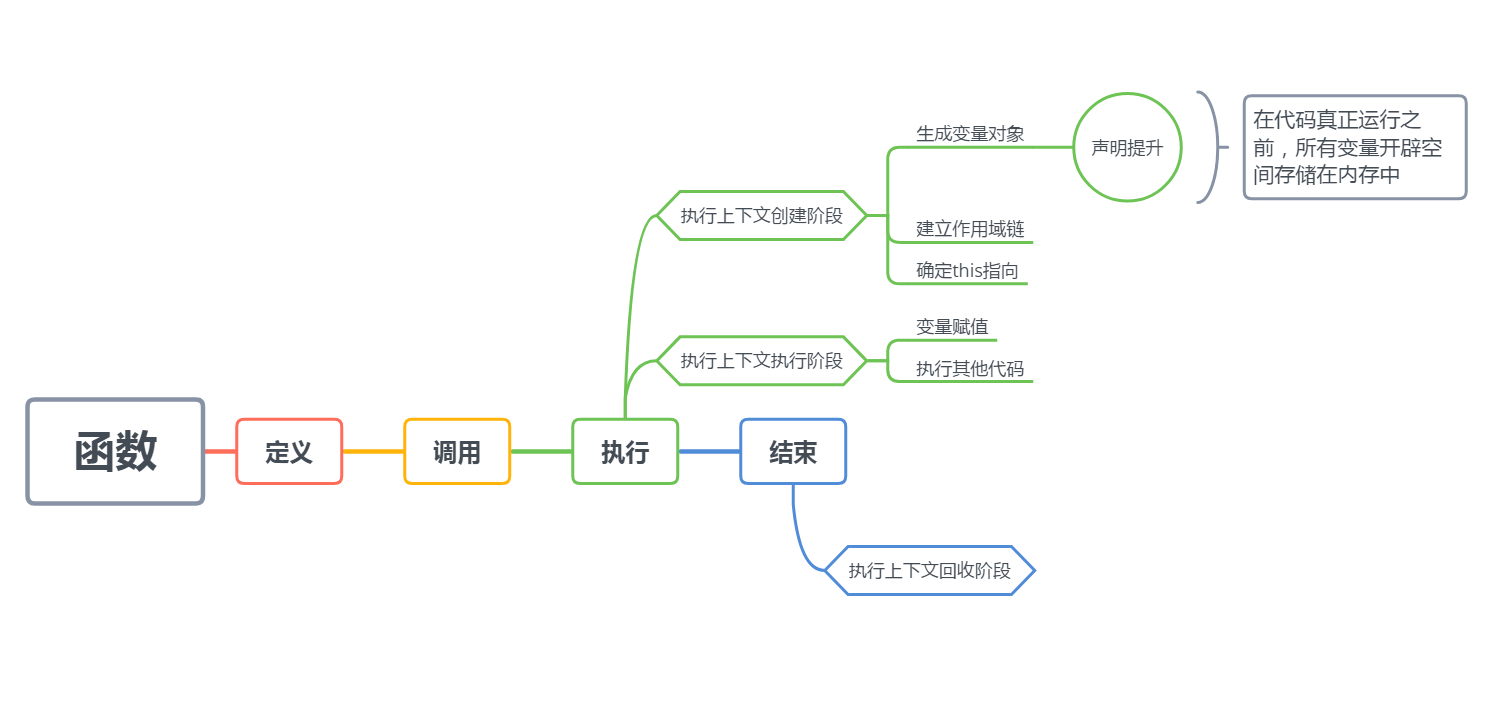 生成变量对象
声明提升
在代码真正运行之
前，所有变量开辟空
间存储在内存中
执行上下文创建阶段
建立作用域链
确定this指向
变量赋值
执行上下文执行阶段
执行其他代码
函数
定义
调用
执行
结束
执行上下文回收阶段